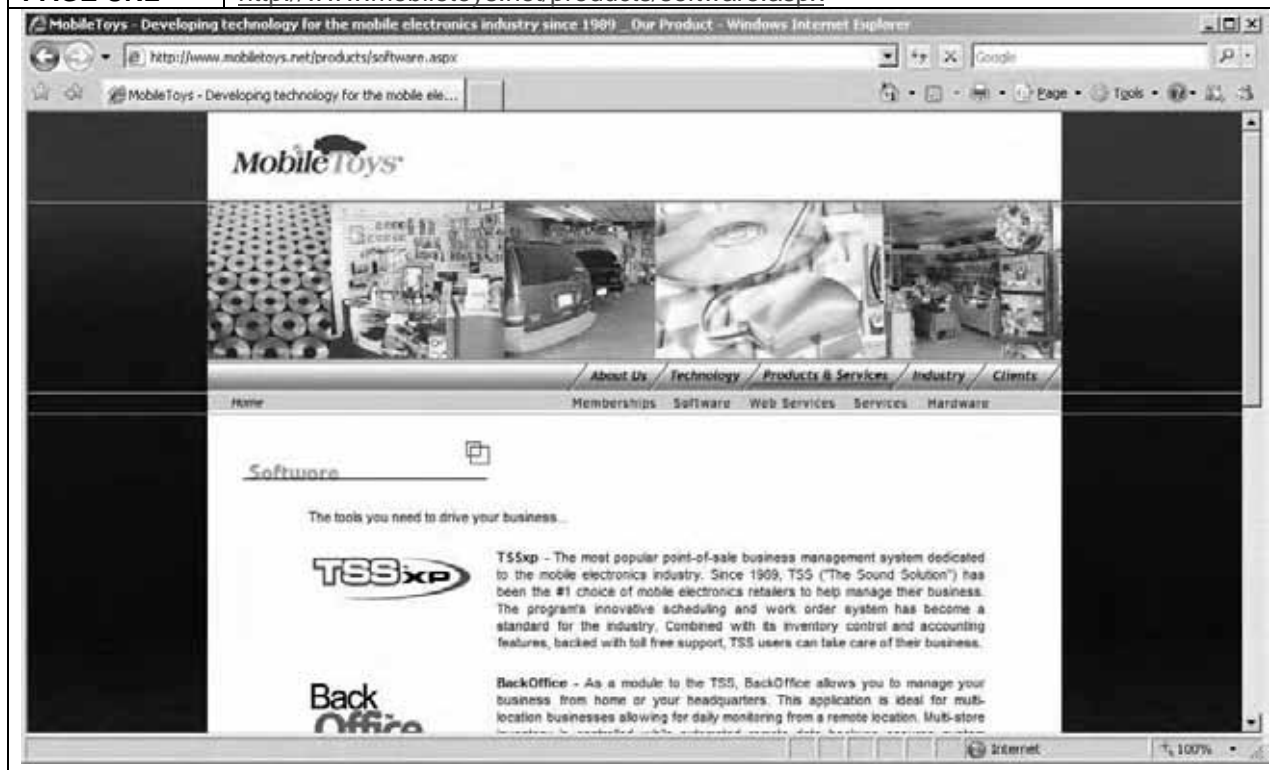 http://www.mobiletoys.net/products/software.aspx
MobileToys - Developing technology for the mobile electronics industry since 1989 _ Our Product - Windows Internet Explorer
http://www.mobiletoys.net/products/software.aspx
Google
MobileToys - Developing technology for the mobile ele...
Page
Tools
MobileToys
About Us / Technology / Products & Services / Industry / Clients /
Home
Memberships Software Web Services Services Hardware
Software
The tools you need to drive your business...
TSSxp
TSSxp - The most popular point-of-sale business management system dedicated
to the mobile electronics industry. Since 1989, TSS ("The Sound Solution") has
been the #1 choice of mobile electronics retailers to help manage their business.
The program's innovative scheduling and work order system has become a
standard for the industry. Combined with its inventory control and accounting
features, backed with toll free support, TSS users can take care of their business.
Back
Office
BackOffice - As a module to the TSS, BackOffice allows you to manage your
business from home or your headquarters. This application is ideal for multi-
location businesses allowing for daily monitoring from a remote location. Multi-store
Internet
100%